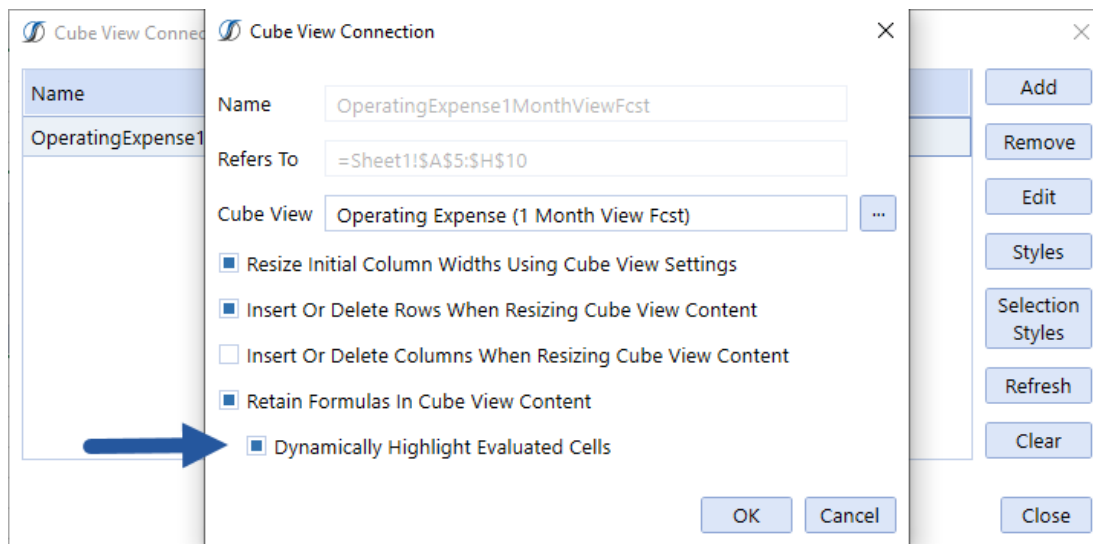 Cube View Connec
Name
OperatingExpense1
Cube View Connection
Name
OperatingExpense1MonthViewFcst
Refers To
=Sheet1!$A$5:$H$10
Cube View
Operating Expense (1 Month View Fcst)
...
Resize Initial Column Widths Using Cube View Settings
Insert Or Delete Rows When Resizing Cube View Content
Insert Or Delete Columns When Resizing Cube View Content
Retain Formulas In Cube View Content
Dynamically Highlight Evaluated Cells
OK
Cancel
Add
Remove
Edit
Styles
Selection
Styles
Refresh
Clear
Close